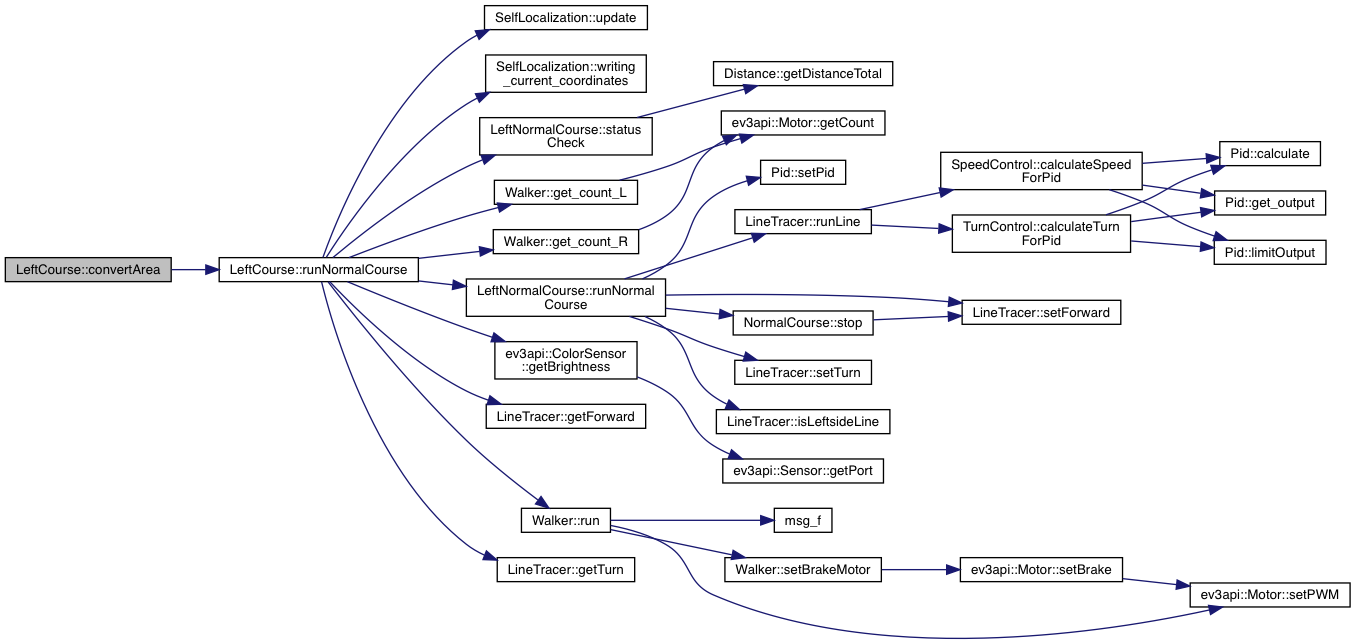 SelfLocalization::update
SelfLocalization::writing
_current_coordinates
Distance::getDistanceTotal
LeftNormalCourse::status
Check
ev3api::Motor::getCount
Pid::calculate
SpeedControl::calculateSpeed
ForPid
Pid::setPid
Walker::get_count_L
Pid::get_output
LineTracer::runLine
TurnControl::calculateTurn
ForPid
Walker::get_count_R
Pid::limitOutput
LeftCourse::convertArea
LeftCourse::runNormalCourse
LeftNormalCourse::runNormal
Course
LineTracer::setForward
NormalCourse::stop
ev3api::ColorSensor
::getBrightness
LineTracer::setTurn
LineTracer::getForward
LineTracer::isLeftsideLine
ev3api::Sensor::getPort
Walker::run
msg_f
LineTracer::getTurn
Walker::setBrakeMotor
ev3api::Motor::setBrake
ev3api::Motor::setPWM